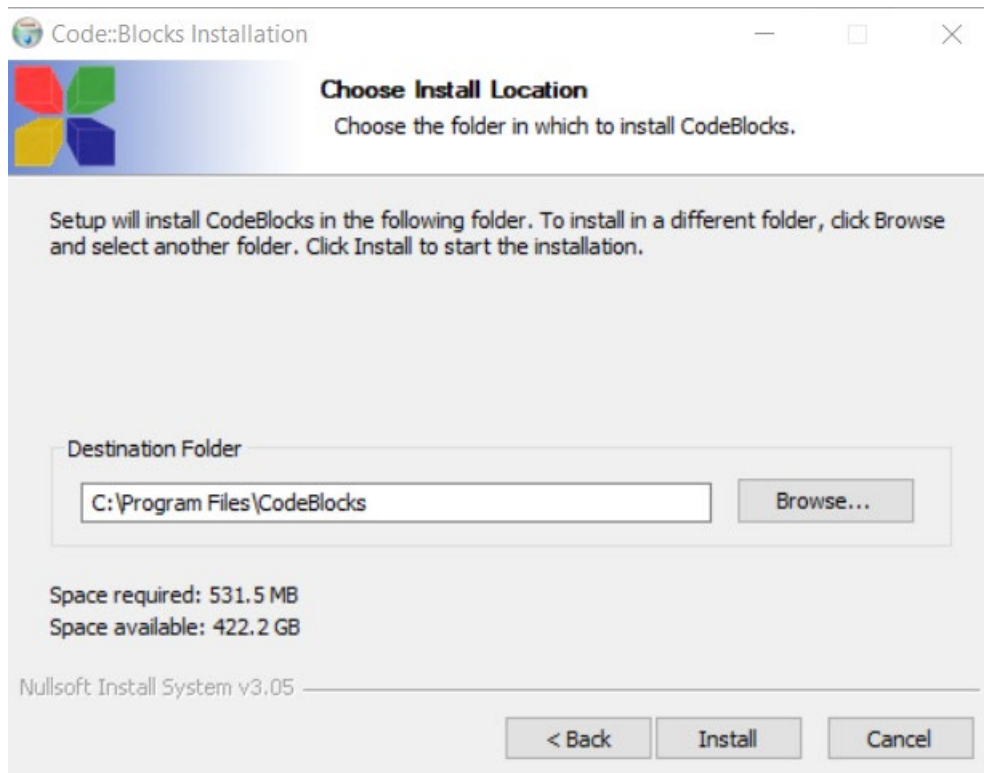 Code::Blocks Installation
Choose Install Location
Choose the folder in which to install CodeBlocks.
Setup will install CodeBlocks in the following folder. To install in a different folder, click Browse
and select another folder. Click Install to start the installation.
Destination Folder
C:\Program Files\CodeBlocks
Browse...
Space required: 531.5 MB
Space available: 422.2 GB
Nullsoft Install System v3.05
< Back
Install
Cancel